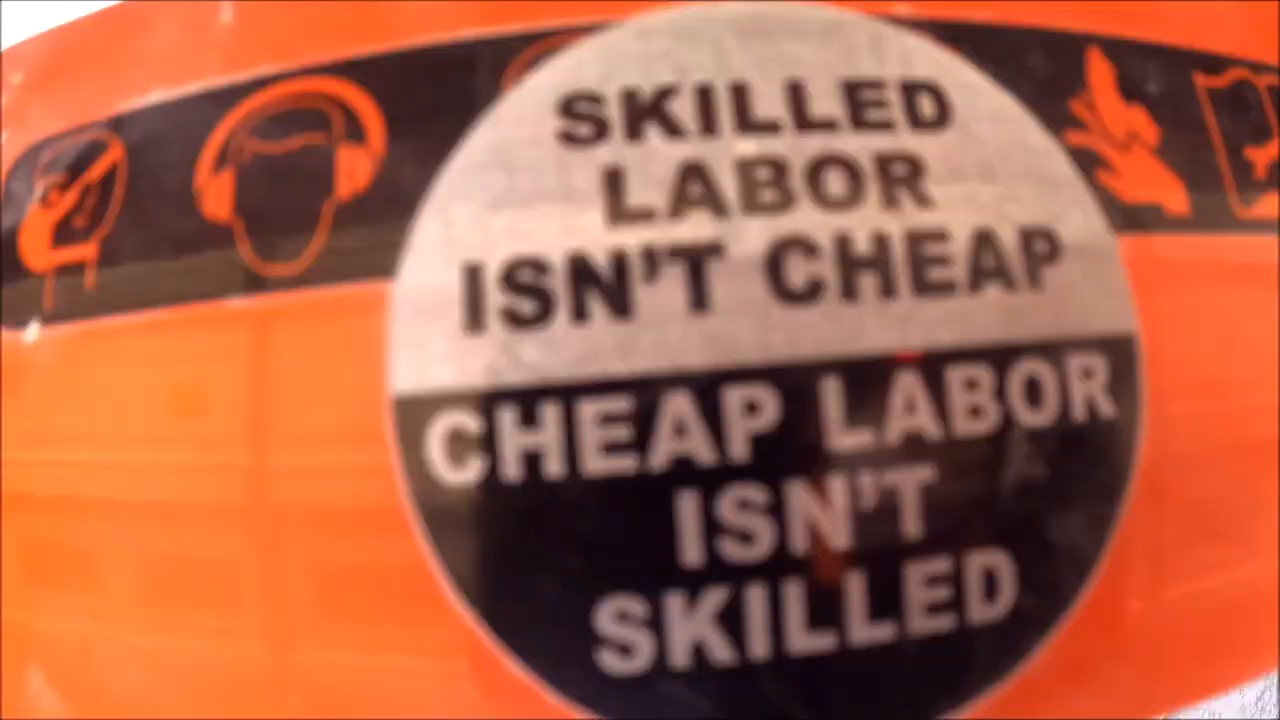 SKILLED
LABOR
ISN'T CHEAP
CHEAP LABOR
ISN'T
SKILLED